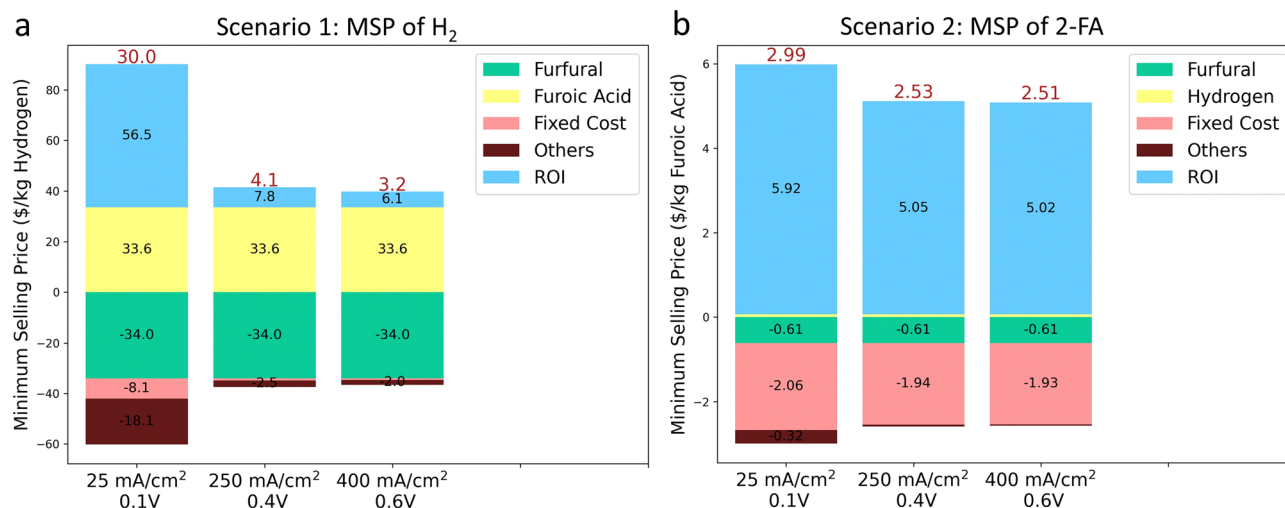 a
Scenario 1: MSP of H₂
Minimum Selling Price ($/kg Hydrogen)
80
60
40
20
0
−20
−40
−60
30.0
56.5
33.6
-34.0
-8.1
-18.1
4.1
7.8
33.6
-34.0
-2.5
3.2
6.1
33.6
-34.0
-2.0
Furfural
Furoic Acid
Fixed Cost
Others
ROI
25 mA/cm²
0.1V
250 mA/cm²
0.4V
400 mA/cm²
0.6V
b
Scenario 2: MSP of 2-FA
Minimum Selling Price ($/kg Furoic Acid)
6
4
2
0
−2
2.99
5.92
-0.61
-2.06
-0.32
2.53
5.05
-0.61
-1.94
2.51
5.02
-0.61
-1.93
Furfural
Hydrogen
Fixed Cost
Others
ROI
25 mA/cm²
0.1V
250 mA/cm²
0.4V
400 mA/cm²
0.6V